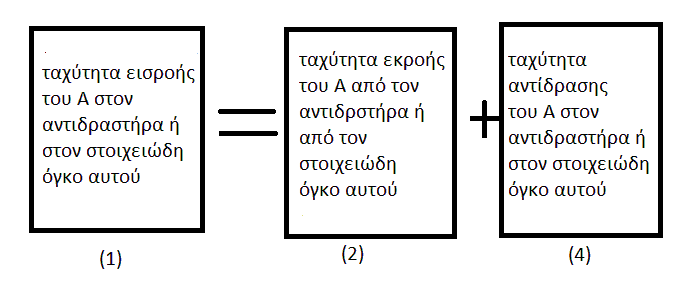 ταχύτητα εισροής
του Α στον
αντιδραστήρα ή
στον στοιχειώδη
όγκο αυτού
=
ταχύτητα εκροής
του Α από τον
αντιδρστήρα ή
από τον
στοιχειώδη
όγκο αυτού
+
ταχύτητα
αντίδρασης
του Α στον
αντιδραστήρα ή
στον στοιχειώδη
όγκο αυτού
(1)
(2)
(4)